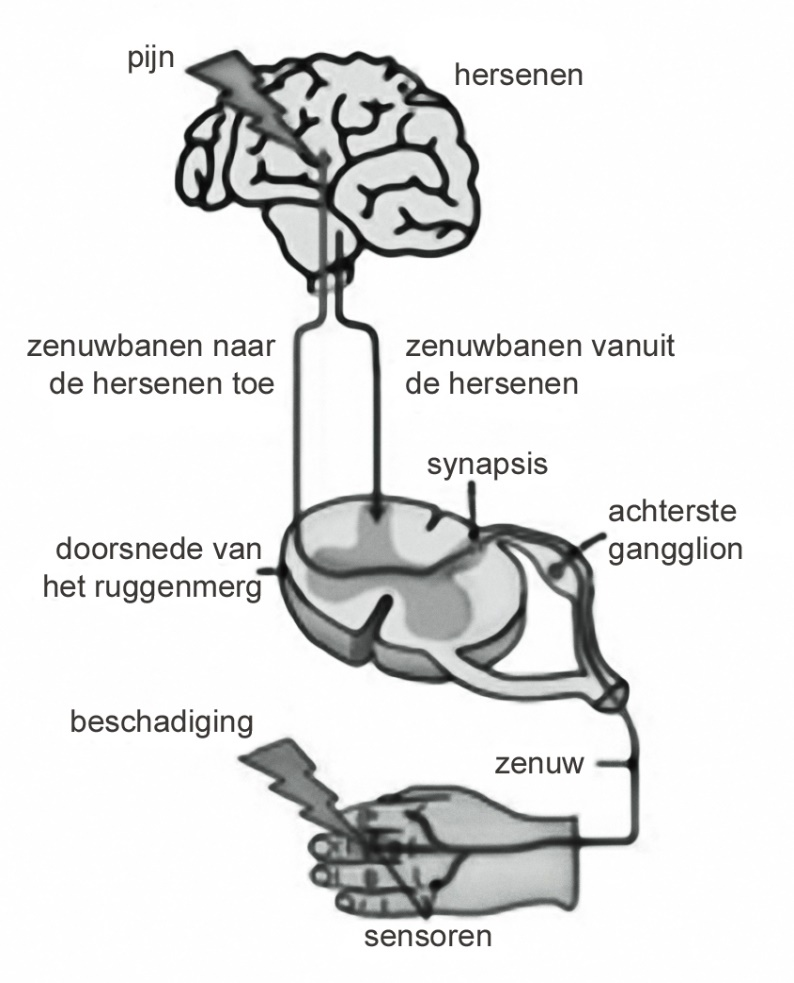 pijn
hersenen
zenuwbanen naar
de hersenen toe
zenuwbanen vanuit
de hersenen
synapsis
achterste
gangglion
doorsnede van
het ruggenmerg
beschadiging
zenuw
sensoren